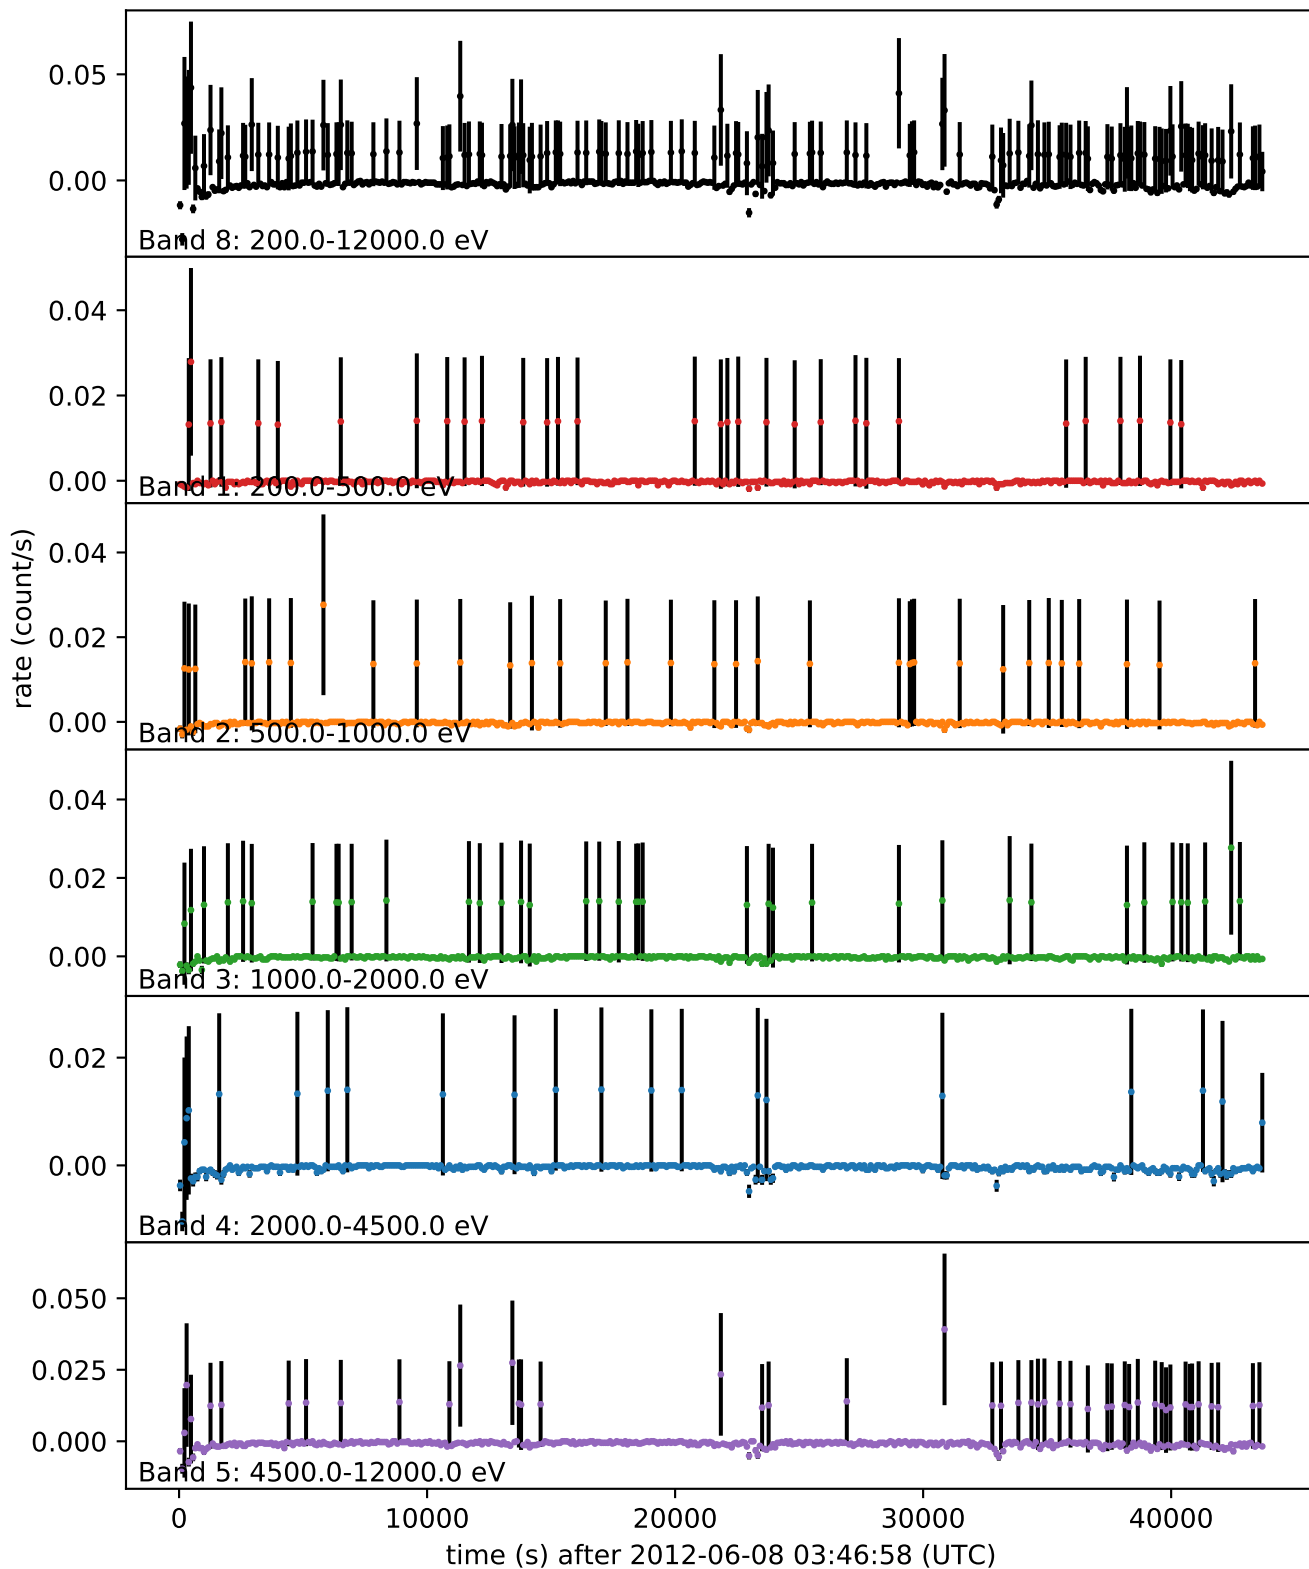 0.05
0.00
Band 8: 200.0-12000.0 eV
0.04
0.02
0.00
Band 1: 200.0-500.0 eV
0.04
0.02
0.00
Band 2: 500.0-1000.0 eV
rate (count/s)
0.04
0.02
0.00
Band 3: 1000.0-2000.0 eV
0.02
0.00
Band 4: 2000.0-4500.0 eV
0.050
0.025
0.000
Band 5: 4500.0-12000.0 eV
0 10000 20000 30000 40000
time (s) after 2012-06-08 03:46:58 (UTC)